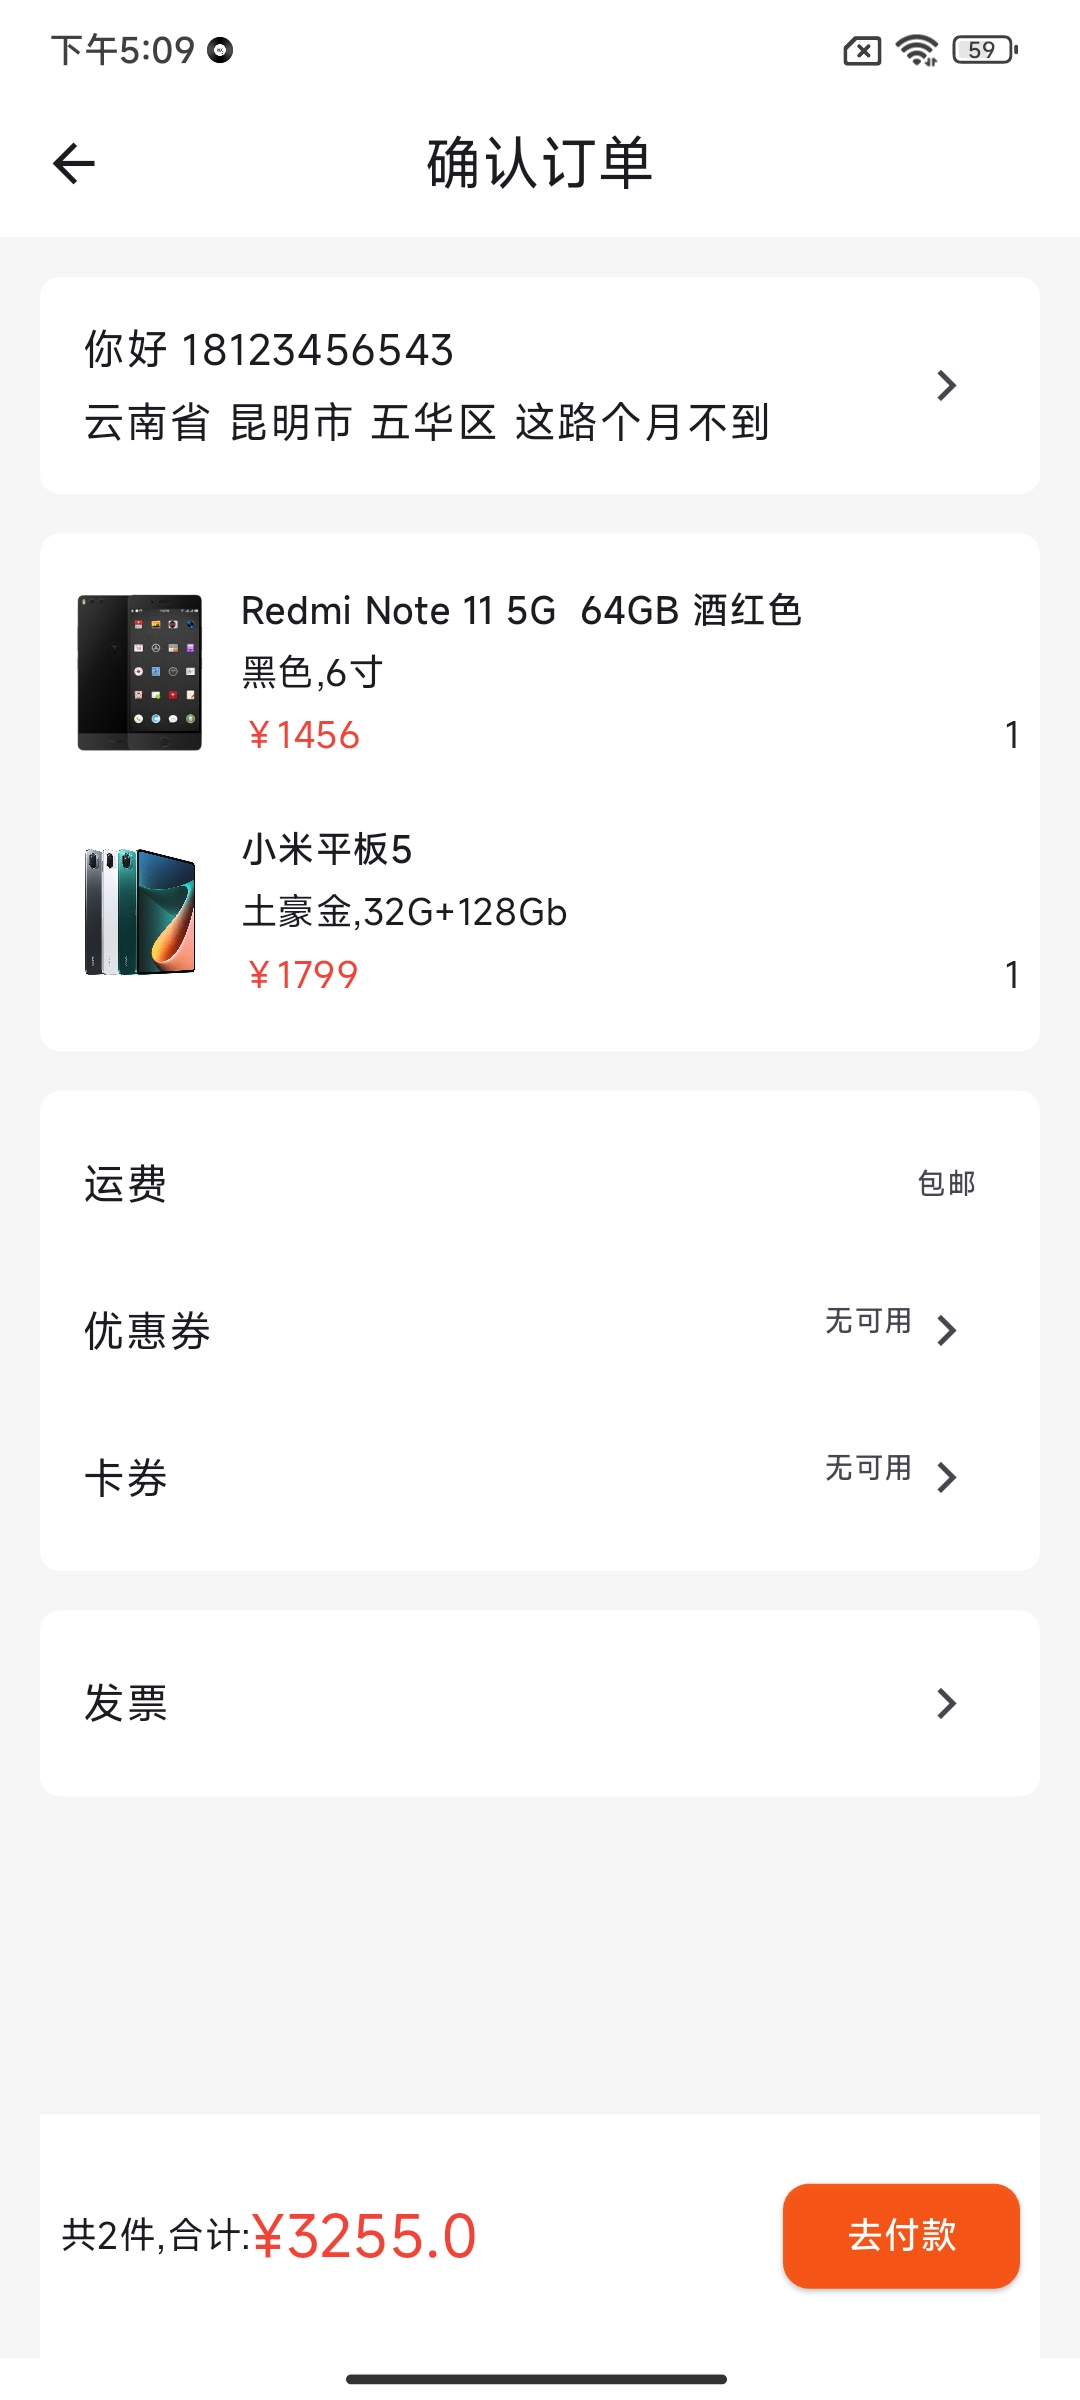 下午5:09
59
确认订单
你好 18123456543
云南省 昆明市 五华区 这路个月不到
Redmi Note 11 5G  64GB 酒红色
黑色,6寸
¥1456
1
小米平板5
土豪金,32G+128Gb
¥1799
1
运费
包邮
优惠券
无可用
卡券
无可用
发票
共2件,合计:¥3255.0
去付款